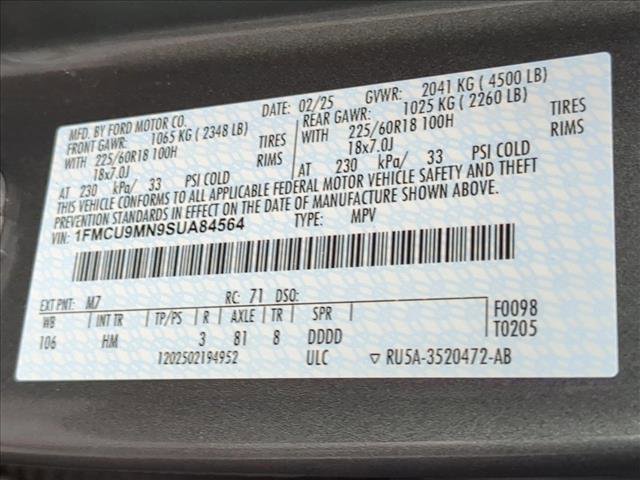 MFD. BY FORD MOTOR CO. DATE: 02/25 GVWR: 2041 KG ( 4500 LB)
FRONT GAWR: 1065 KG ( 2348 LB) REAR GAWR: 1025 KG ( 2260 LB)
WITH 225/60R18 100H TIRES WITH 225/60R18 100H TIRES
18x7.0J RIMS 18x7.0J RIMS
AT 230 kPa/ 33 PSI COLD AT 230 kPa/ 33 PSI COLD
THIS VEHICLE CONFORMS TO ALL APPLICABLE FEDERAL MOTOR VEHICLE SAFETY AND THEFT
PREVENTION STANDARDS IN EFFECT ON THE DATE OF MANUFACTURE SHOWN ABOVE.
VIN: 1FMCU9MN9SUA84564 TYPE: MPV
EXT PNT: M7 RC: 71 DSO:
WB INT TR TP/PS R AXLE TR SPR F0098
106 HM 3 81 8 DDDD T0205
1202502194952 ULC ▽ RU5A-3520472-AB